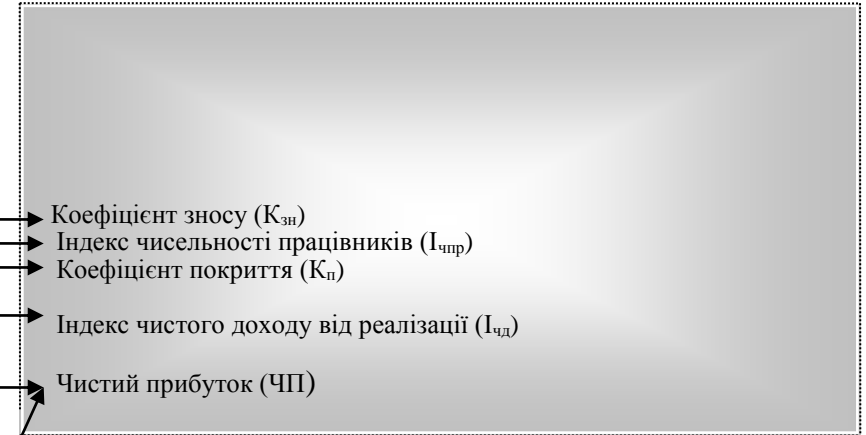 Коефіцієнт зносу (Кзн)
Індекс чисельності працівників (Ічпр)
Коефіцієнт покриття (Кп)
Індекс чистого доходу від реалізації (Ічд)
Чистий прибуток (ЧП)